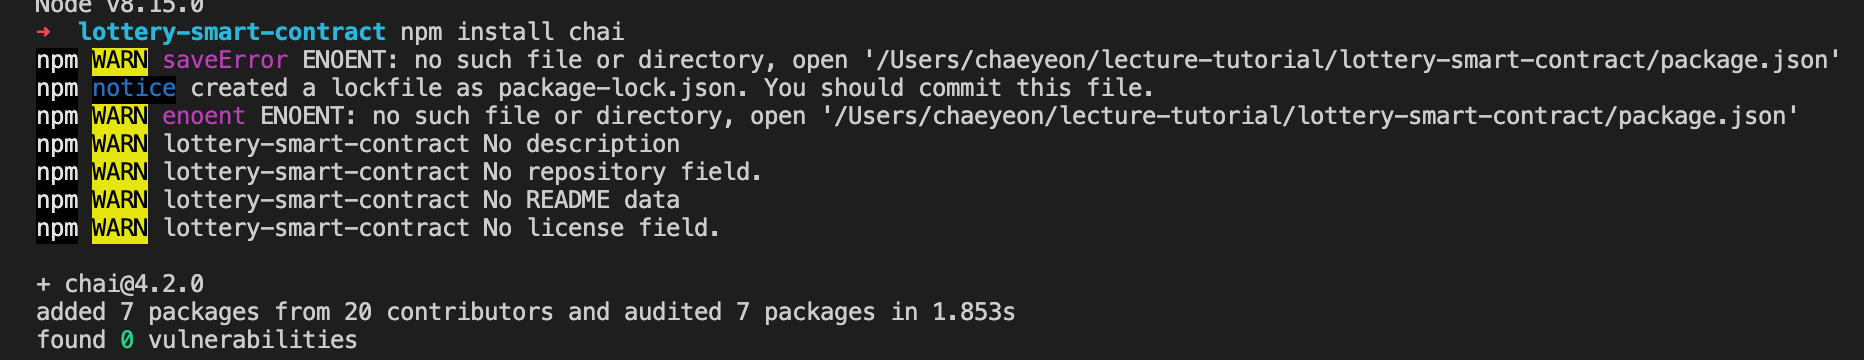 Node v8.15.0
➜ lottery-smart-contract npm install chai
npm WARN saveError ENOENT: no such file or directory, open '/Users/chaeyeon/lecture-tutorial/lottery-smart-contract/package.json'
npm notice created a lockfile as package-lock.json. You should commit this file.
npm WARN enoent ENOENT: no such file or directory, open '/Users/chaeyeon/lecture-tutorial/lottery-smart-contract/package.json'
npm WARN lottery-smart-contract No description
npm WARN lottery-smart-contract No repository field.
npm WARN lottery-smart-contract No README data
npm WARN lottery-smart-contract No license field.
+ chai@4.2.0
added 7 packages from 20 contributors and audited 7 packages in 1.853s
found 0 vulnerabilities